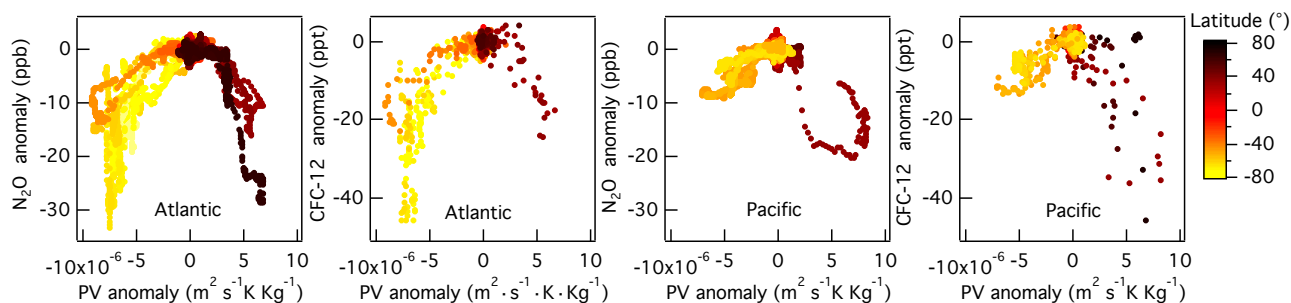 N₂O anomaly (ppb)
0
-10
-20
-30
Atlantic
-10x10⁻⁶ -5 0 5 10
PV anomaly (m² s⁻¹K Kg⁻¹)
CFC-12 anomaly (ppt)
0
-20
-40
Atlantic
-10x10⁻⁶ -5 0 5 10
PV anomaly (m² · s⁻¹ · K · Kg⁻¹)
N₂O anomaly (ppb)
0
-10
-20
-30
Pacific
-10x10⁻⁶ -5 0 5 10
PV anomaly (m² s⁻¹K Kg⁻¹)
CFC-12 anomaly (ppt)
0
-20
-40
Pacific
-10x10⁻⁶ -5 0 5 10
PV anomaly (m² s⁻¹K Kg⁻¹)
Latitude (°)
80
40
0
-40
-80